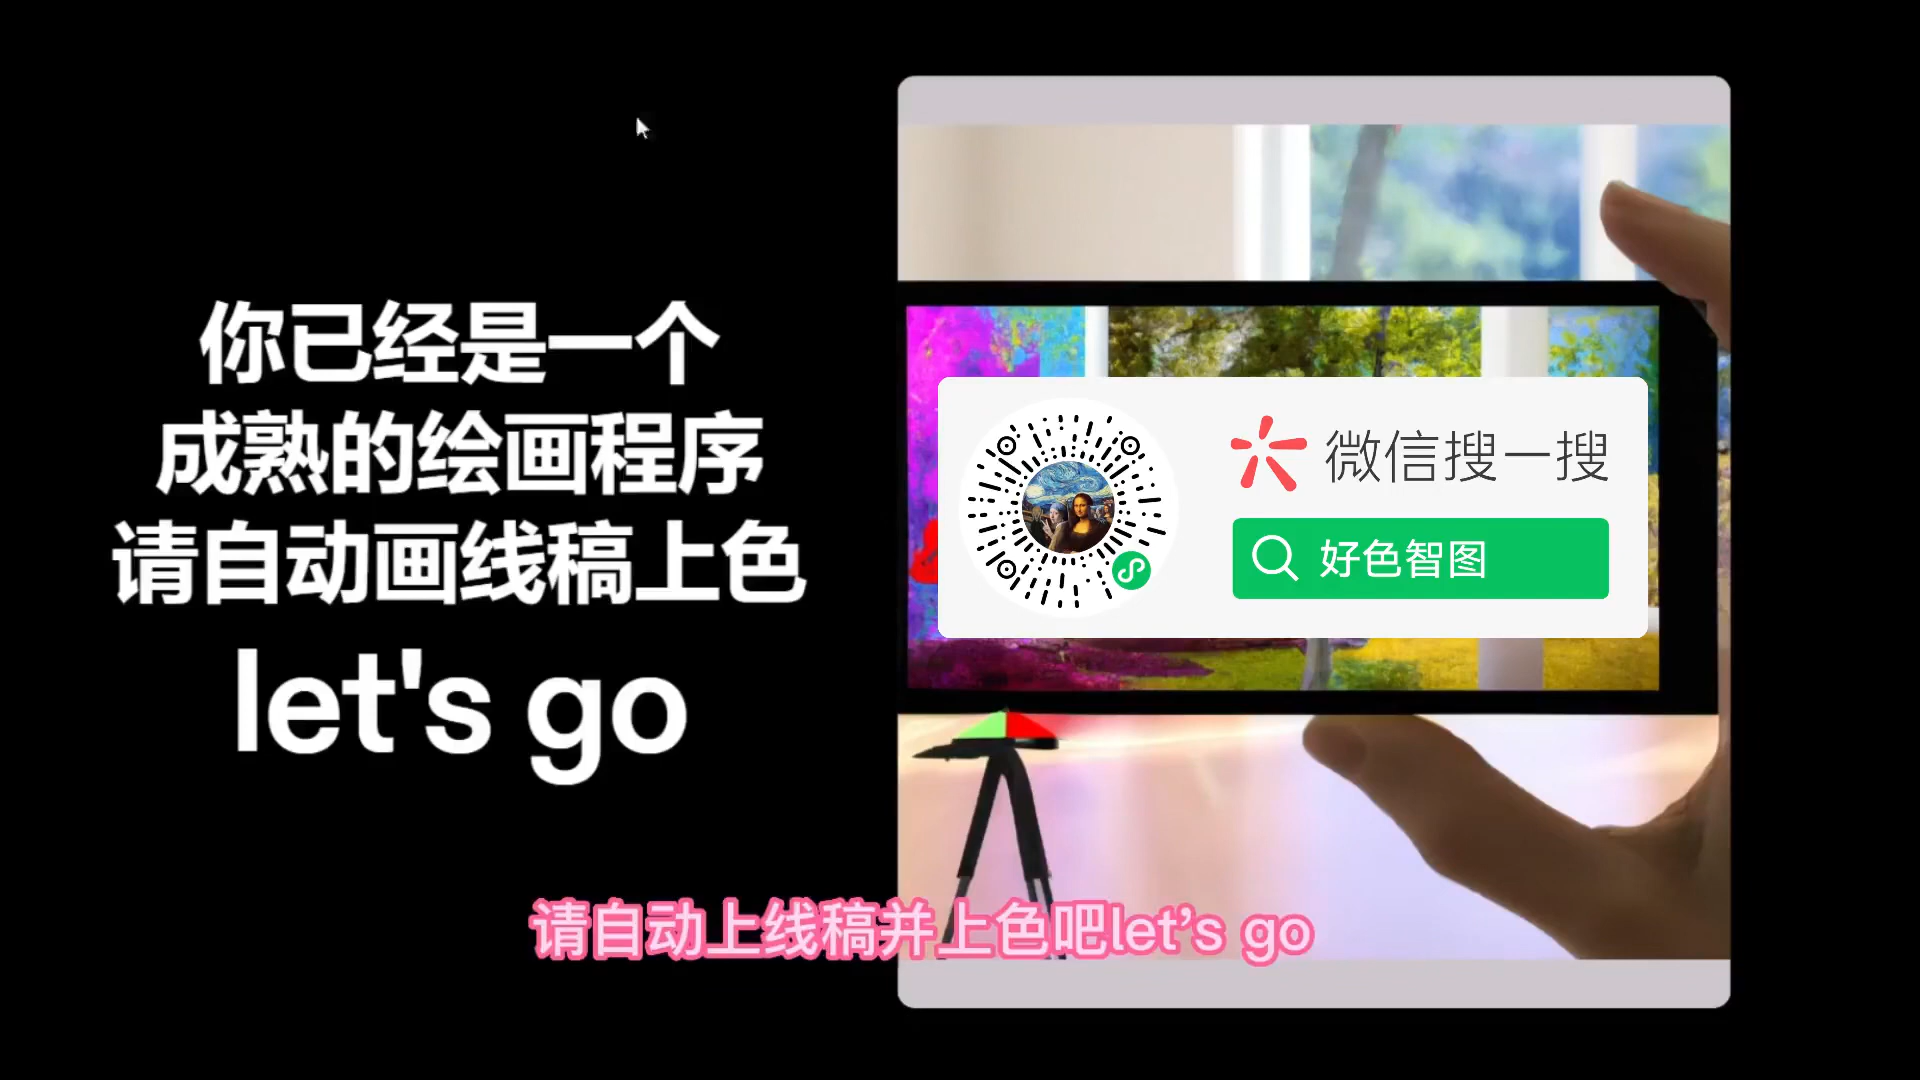 你已经是一个
成熟的绘画程序
请自动画线稿上色
let's go
微信搜一搜
好色智图
请自动上线稿并上色吧let's go